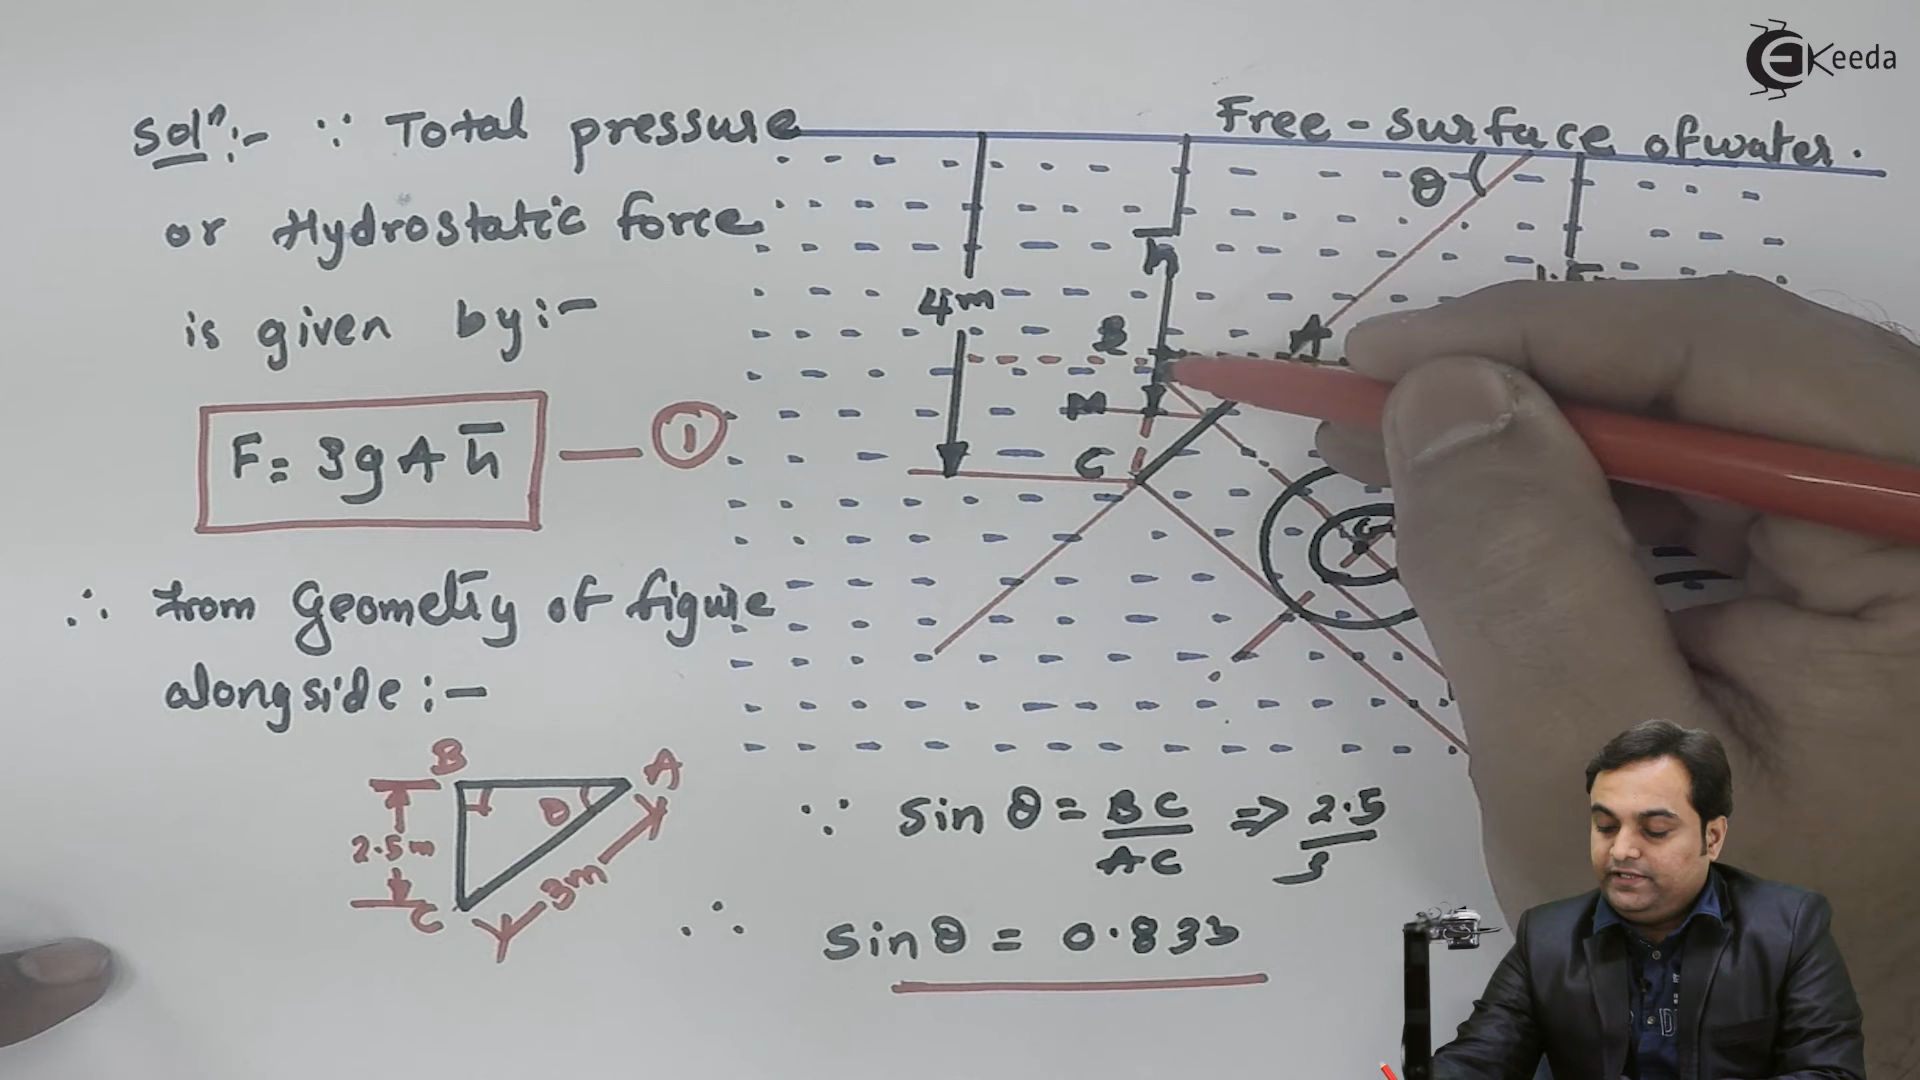 Ekeeda
Solⁿ:- ∵ Total pressure
or Hydrostatic force
is given by:-
F = ρgAh̄ — ①
∴ from Geometry of figure
alongside:-
B A
θ
2.5m
3m
C
Free-surface of water.
θ
h̄
4m
B A
M
C
G
∵ sin θ = BC/AC ⇒ 2.5/3
∴ sin θ = 0.833